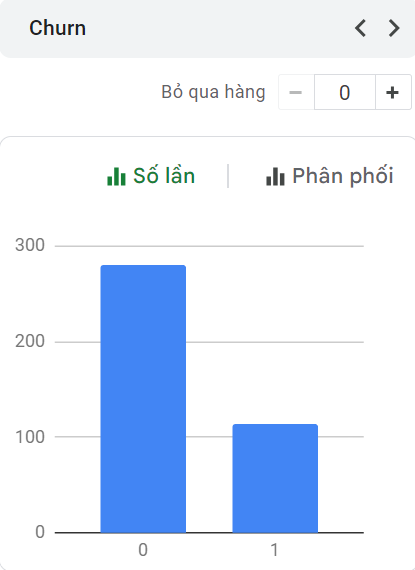 Churn
Bỏ qua hàng − 0 +
Số lần Phân phối
300
200
100
0
0 1